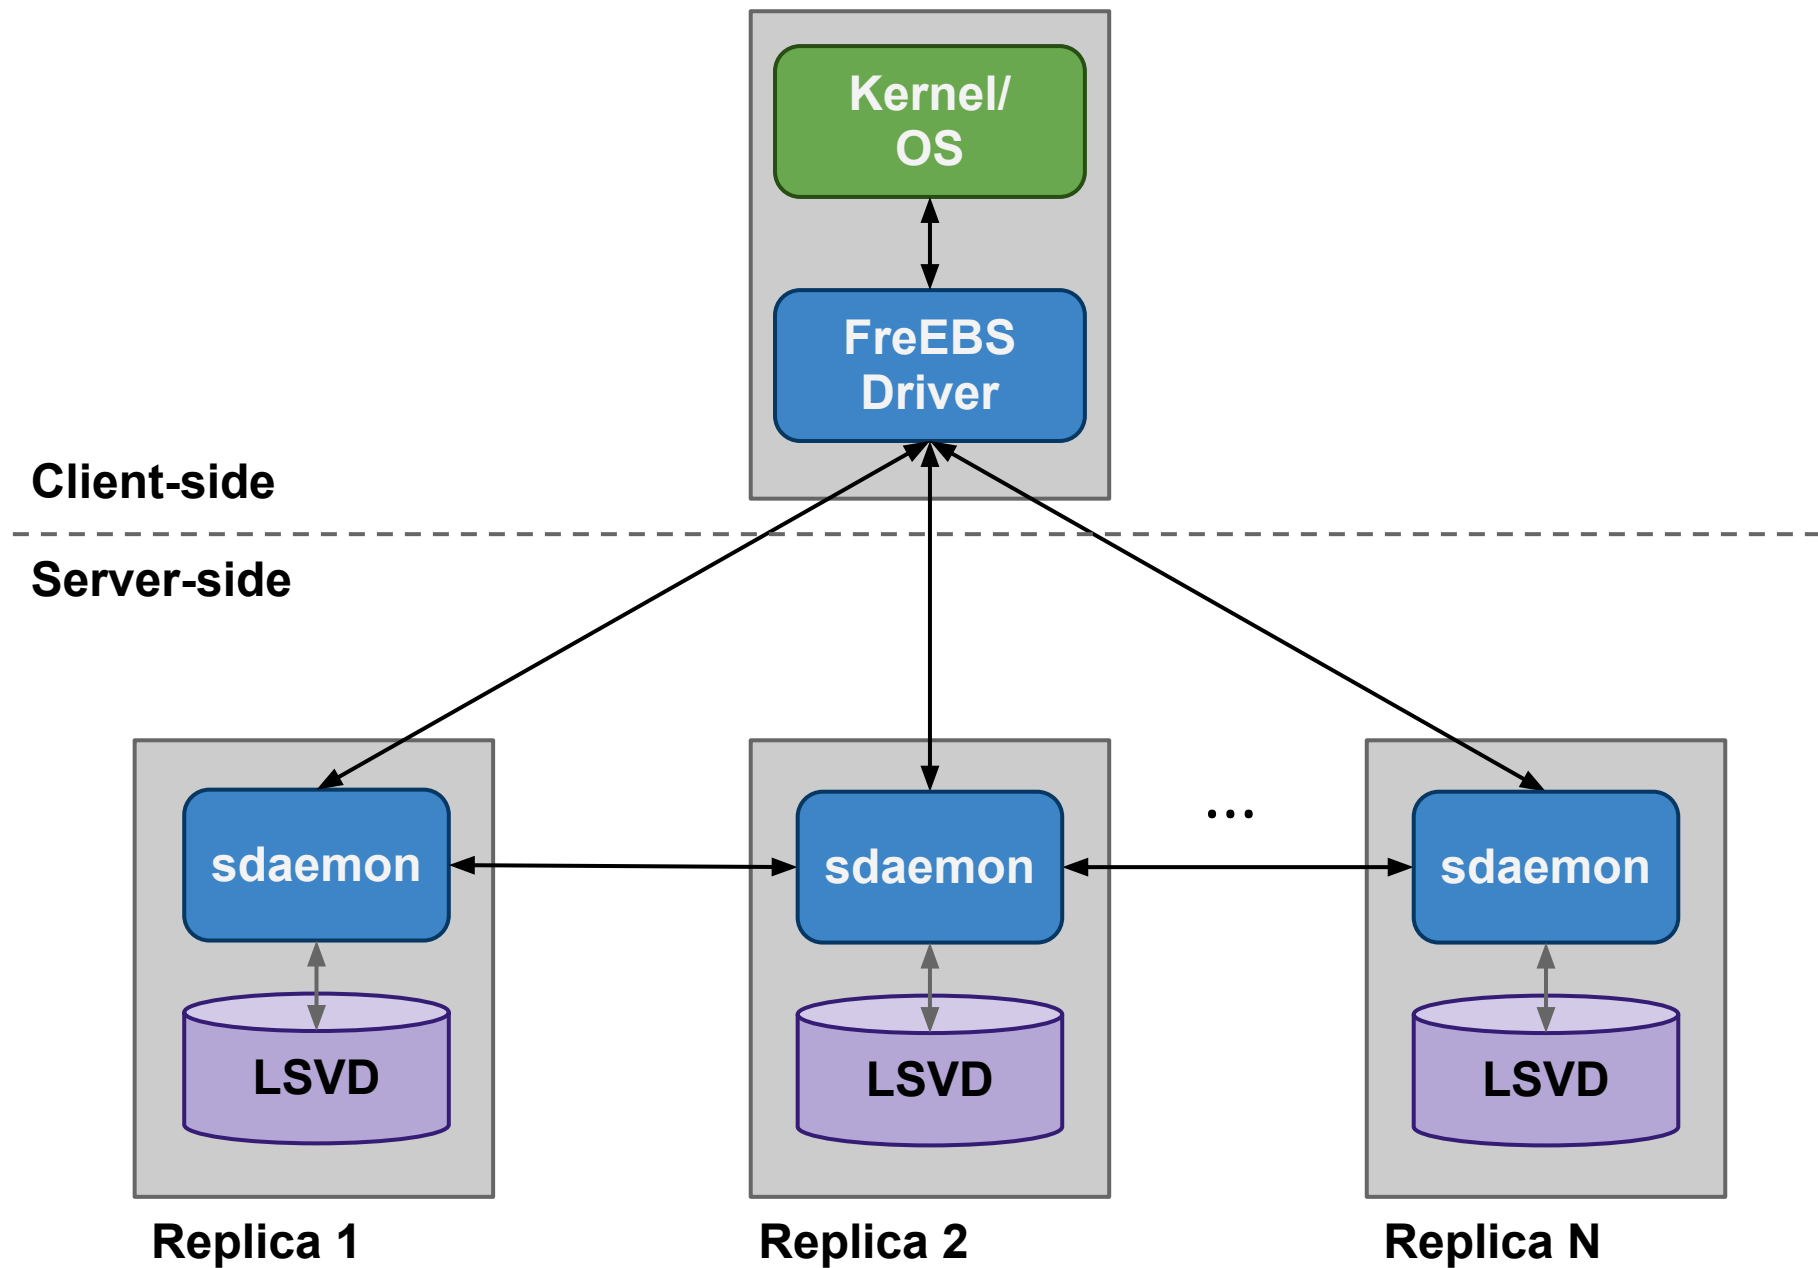 Kernel/
OS
FreEBS
Driver
Client-side
Server-side
...
sdaemon
sdaemon
sdaemon
LSVD
LSVD
LSVD
Replica 1
Replica 2
Replica N